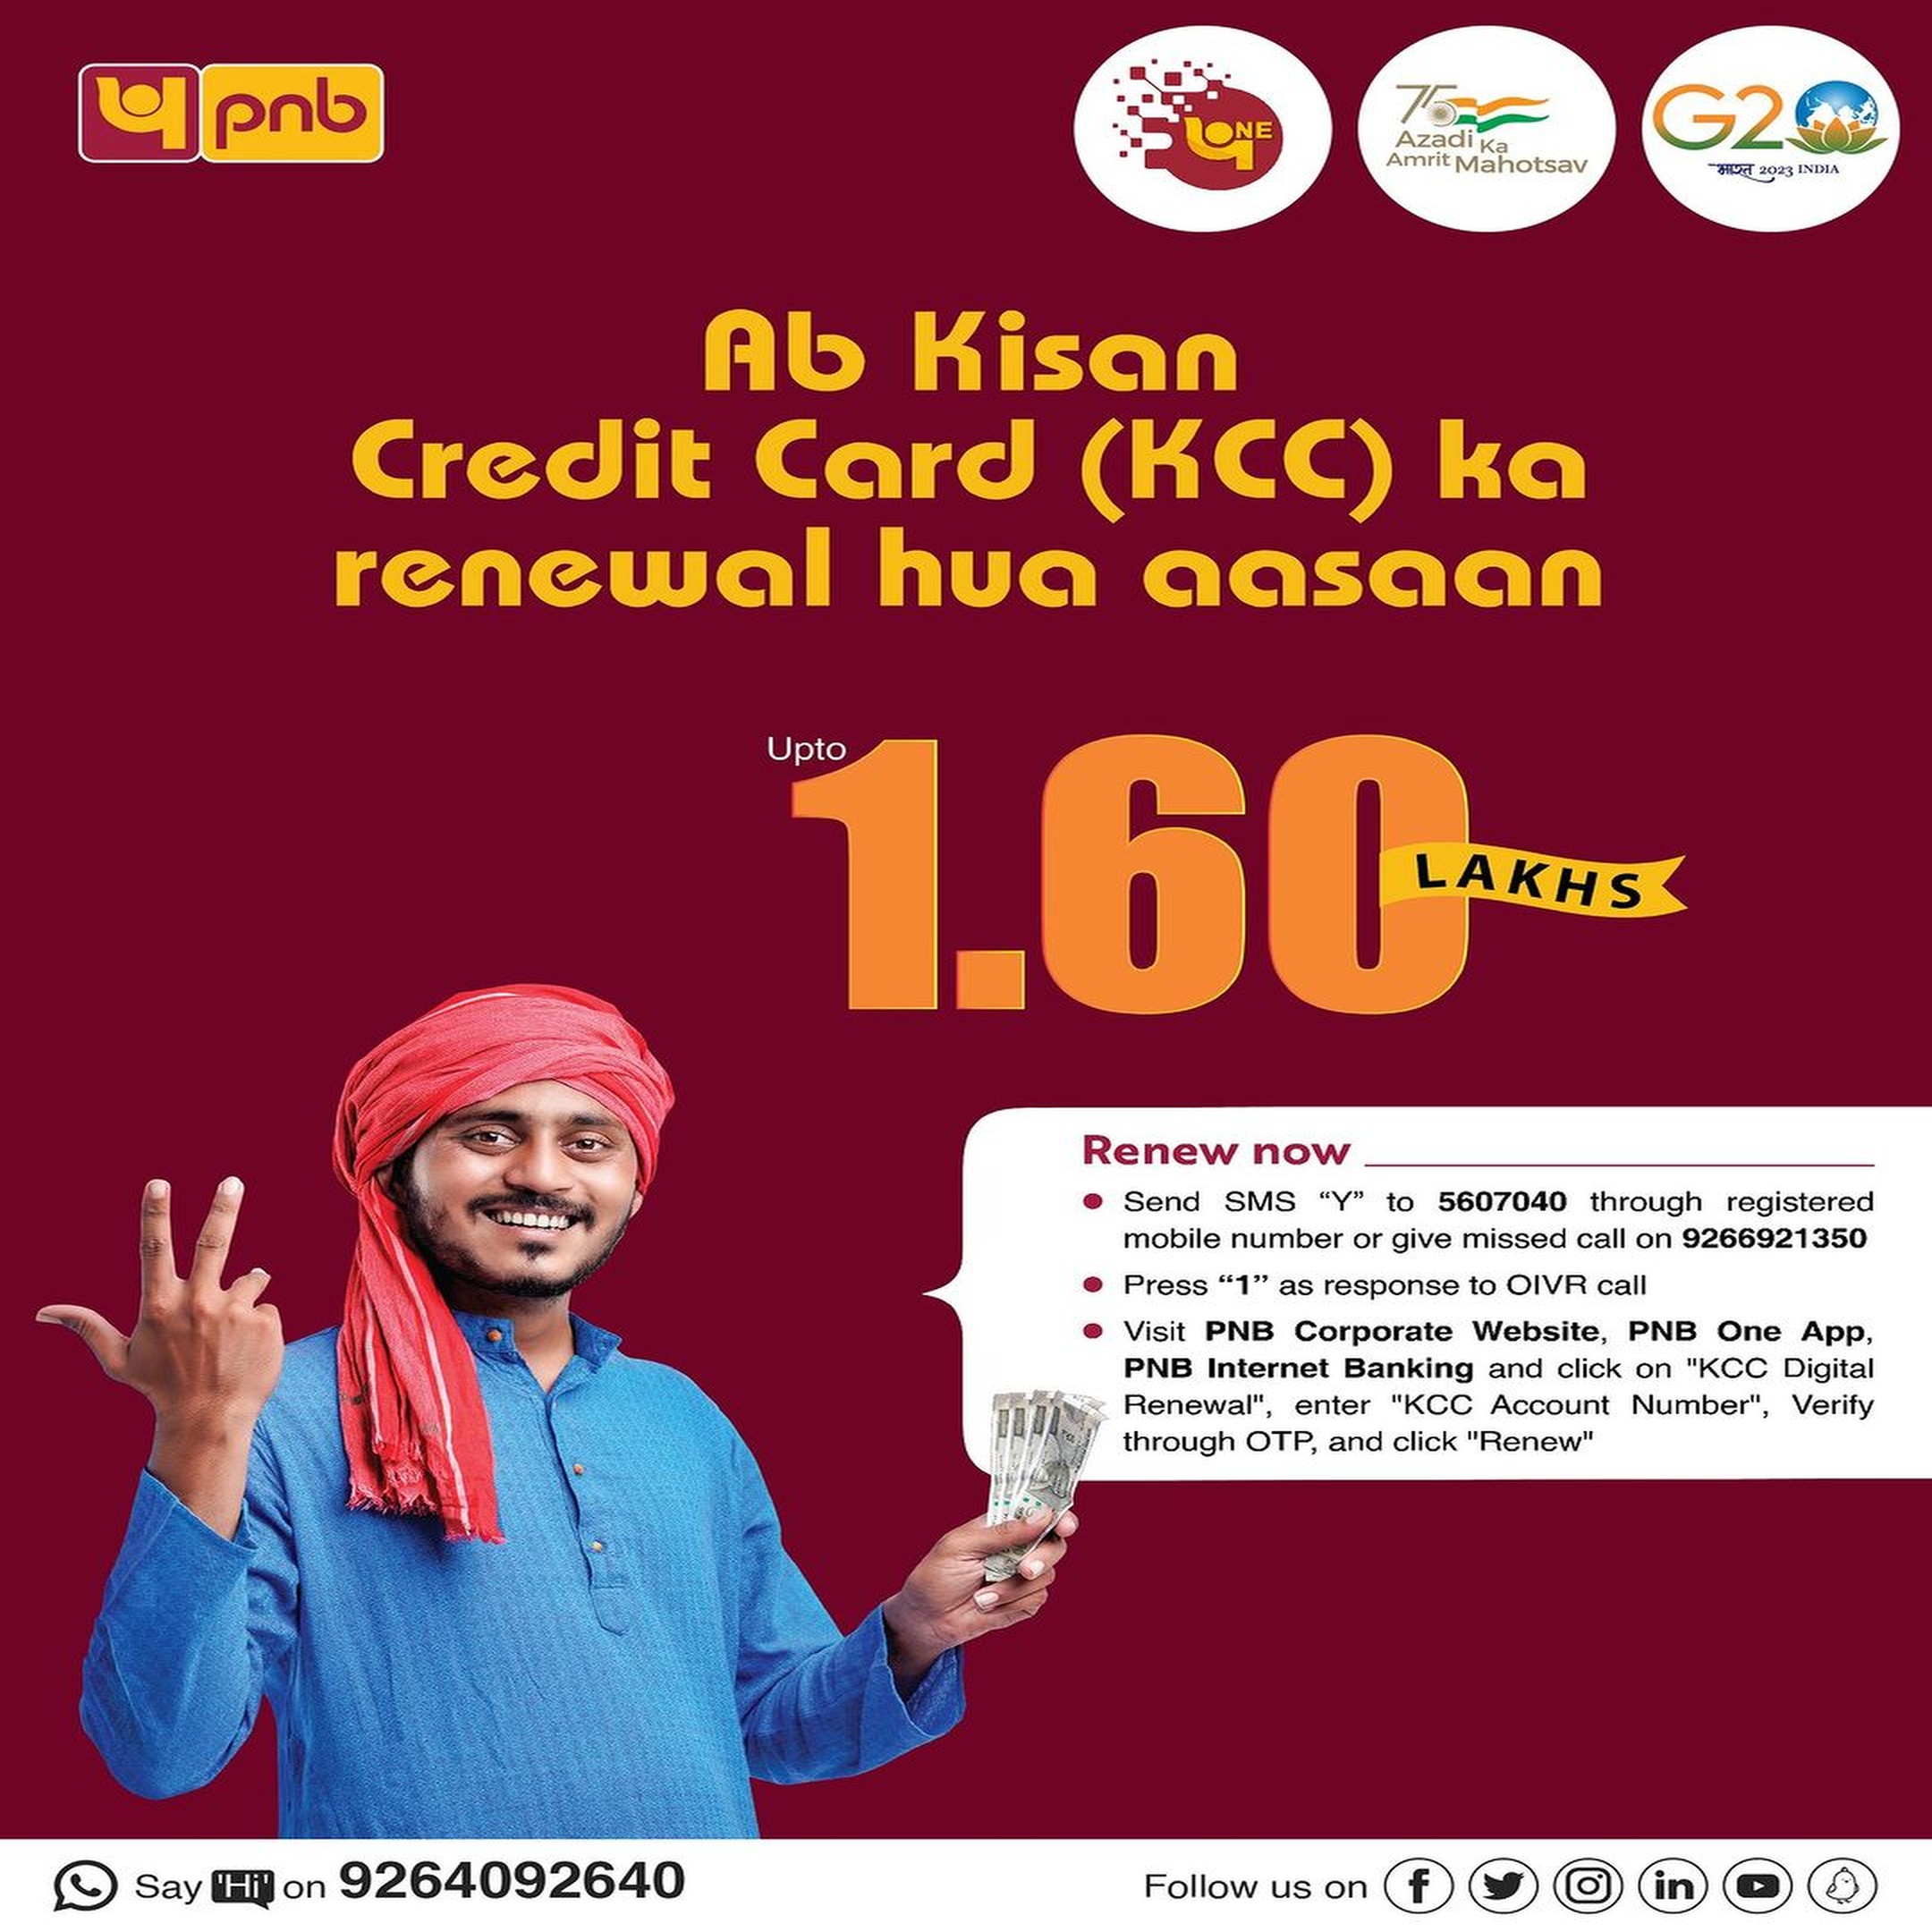 प pnb
पNE
75
Azadi Ka
Amrit Mahotsav
G20
भारत 2023 INDIA
Ab Kisan
Credit Card (KCC) ka
renewal hua aasaan
Upto
1.60
LAKHS
Renew now
Send SMS “Y” to 5607040 through registered
mobile number or give missed call on 9266921350
Press “1” as response to OIVR call
Visit PNB Corporate Website, PNB One App,
PNB Internet Banking and click on "KCC Digital
Renewal", enter "KCC Account Number", Verify
through OTP, and click "Renew"
Say 'Hi' on 9264092640
Follow us on